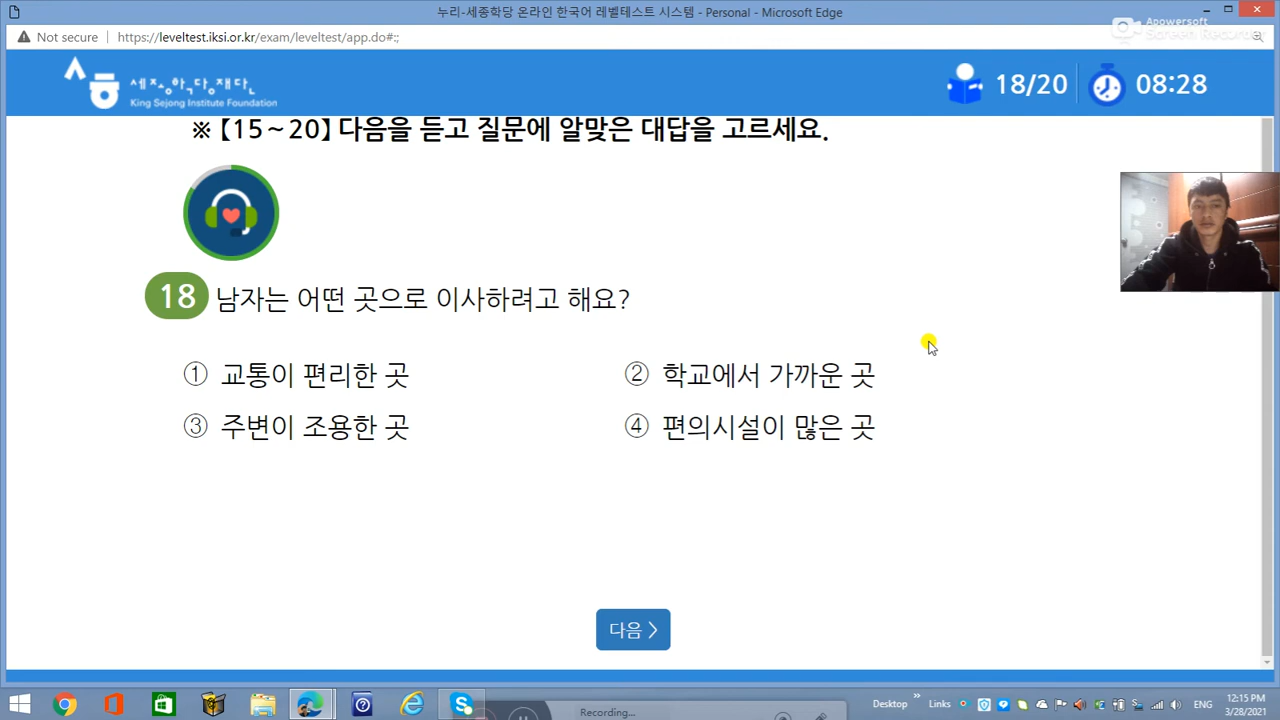 누리-세종학당 온라인 한국어 레벨테스트 시스템 - Personal - Microsoft Edge
Apowersoft
Screen Recorder
Not secure
https://leveltest.iksi.or.kr/exam/leveltest/app.do#:;
세종학당재단
King Sejong Institute Foundation
18/20
08:28
※【15~20】다음을 듣고 질문에 알맞은 대답을 고르세요.
18 남자는 어떤 곳으로 이사하려고 해요?
① 교통이 편리한 곳
② 학교에서 가까운 곳
③ 주변이 조용한 곳
④ 편의시설이 많은 곳
다음 >
Recording...
Desktop
Links
ENG
12:15 PM
3/28/2021